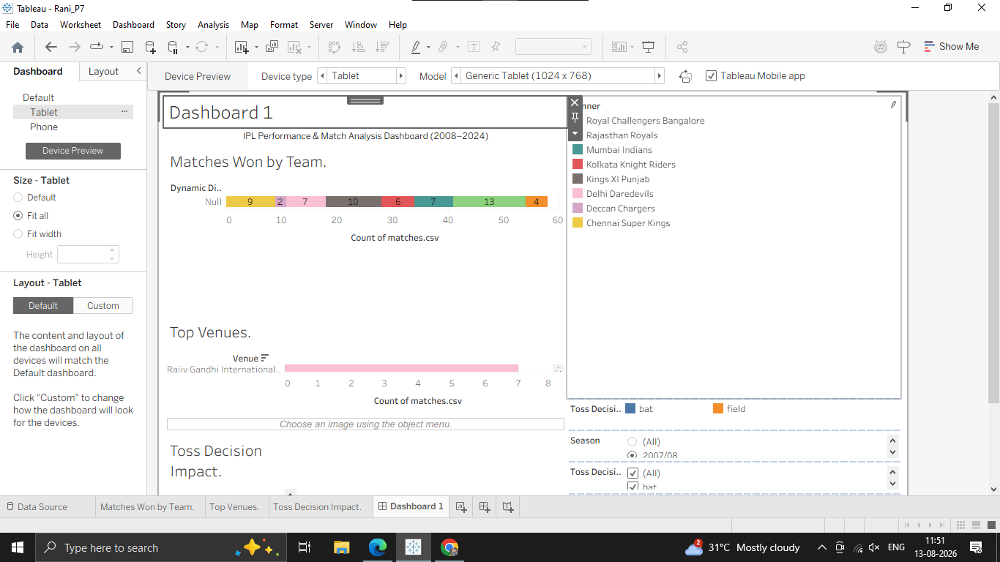 Tableau - Rani_P7
File Data Worksheet Dashboard Story Analysis Map Format Server Window Help
Show Me
Dashboard Layout
Device Preview Device type Tablet Model Generic Tablet (1024 x 768) Tableau Mobile app
Default
Tablet
Phone
Device Preview
Size - Tablet
Default
Fit all
Fit width
Height
Layout - Tablet
Default Custom
The content and layout of
the dashboard on all
devices will match the
Default dashboard.
Click "Custom" to change
how the dashboard will look
for the devices.
Dashboard 1
IPL Performance & Match Analysis Dashboard (2008–2024)
Matches Won by Team.
Dynamic Di..
Null 9 2 7 10 6 7 13 4
0 10 20 30 40 50 60
Count of matches.csv
Top Venues.
Venue
Rajiv Gandhi International..
0 1 2 3 4 5 6 7 8
Count of matches.csv
Choose an image using the object menu.
Toss Decision
Impact.
nner
Royal Challengers Bangalore
Rajasthan Royals
Mumbai Indians
Kolkata Knight Riders
Kings XI Punjab
Delhi Daredevils
Deccan Chargers
Chennai Super Kings
Toss Decisi.. bat field
Season (All)
2007/08
Toss Decisi.. (All)
bat
Data Source Matches Won by Team. Top Venues. Toss Decision Impact. Dashboard 1
Type here to search
2
31°C Mostly cloudy
ENG
11:51
13-08-2026